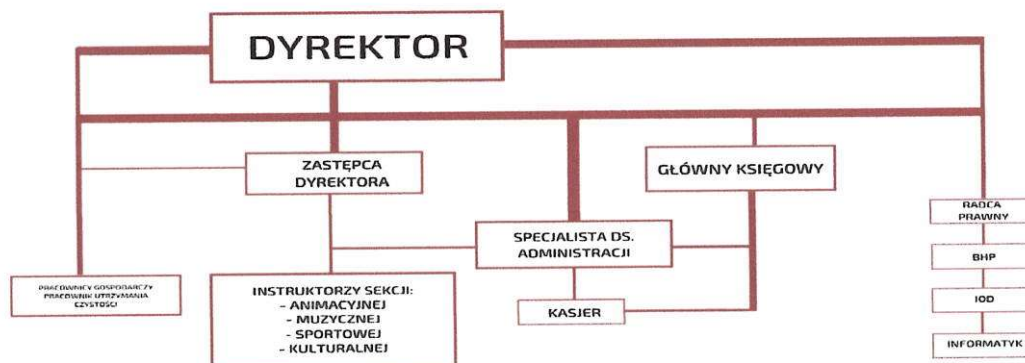 DYREKTOR
ZASTĘPCA
DYREKTORA
GŁÓWNY KSIĘGOWY
RADCA
PRAWNY
SPECJALISTA DS.
ADMINISTRACJI
BHP
PRACOWNICY GOSPODARCZY
PRACOWNIK UTRZYMANIA
CZYSTOŚCI
INSTRUKTORZY SEKCJI:
- ANIMACYJNEJ
- MUZYCZNEJ
- SPORTOWEJ
- KULTURALNEJ
KASJER
IOD
INFORMATYK